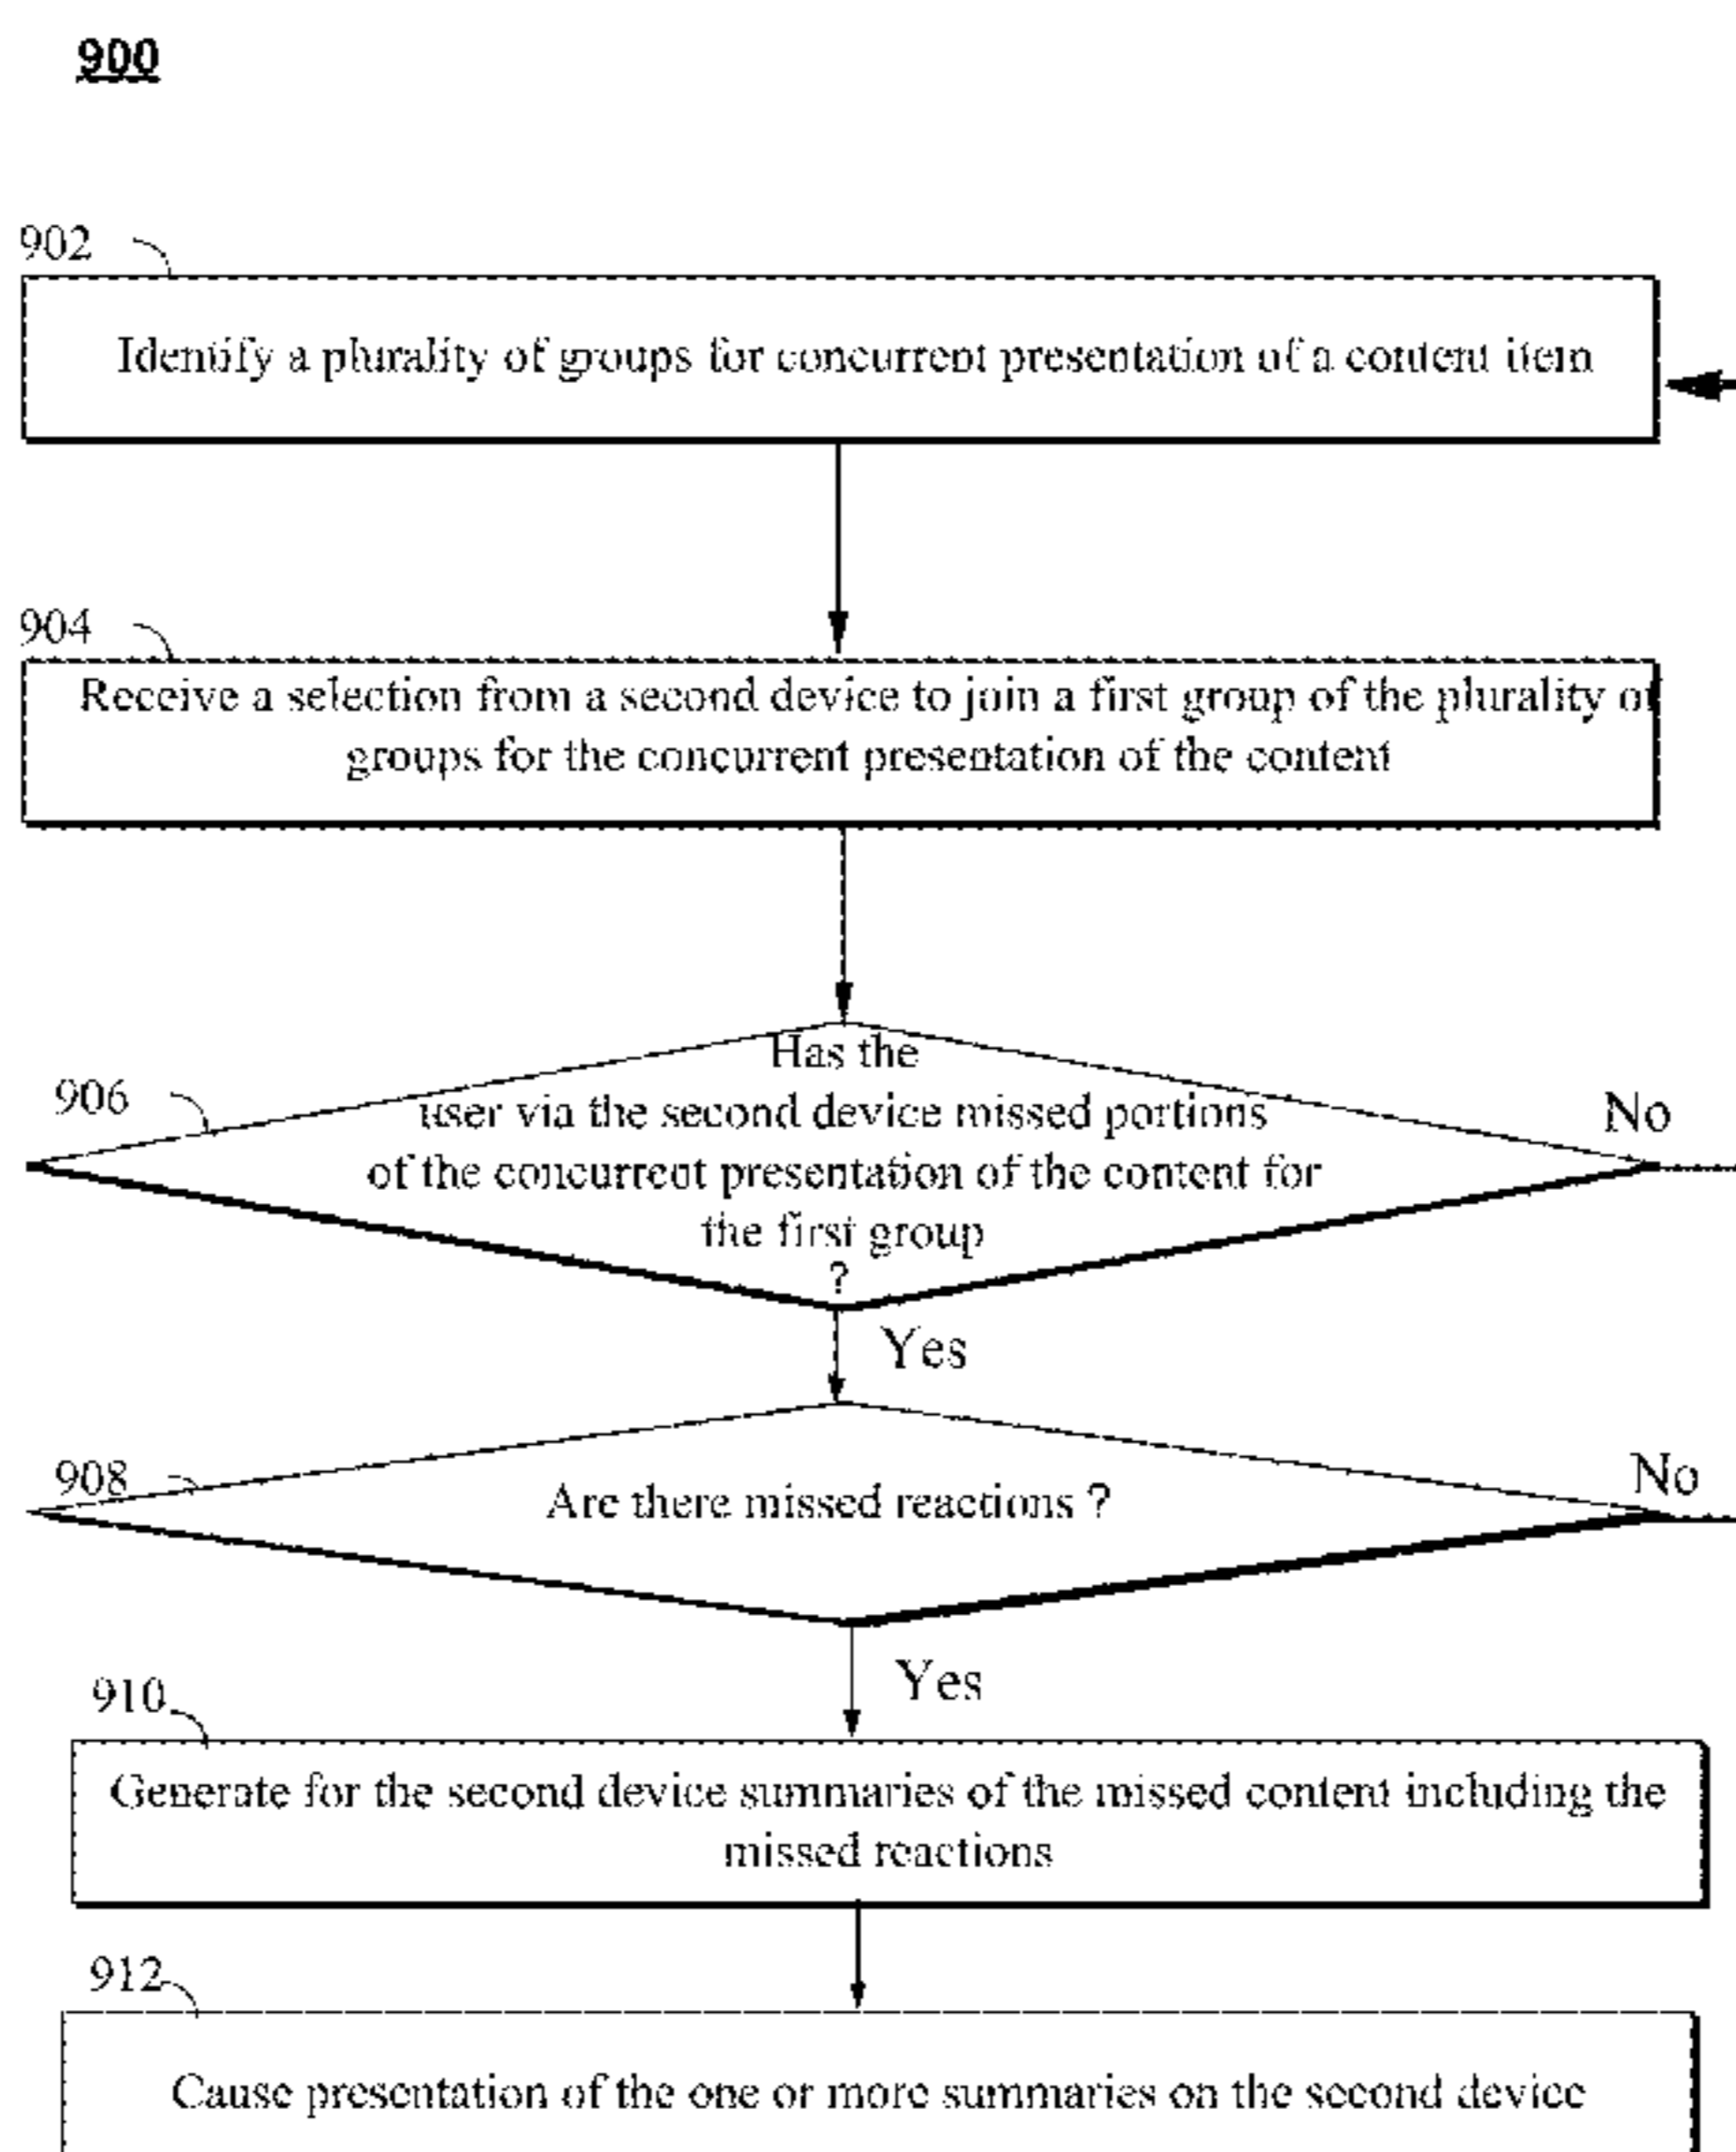 900
902
Identify a plurality of groups for concurrent presentation of a content item
904
Receive a selection from a second device to join a first group of the plurality of
groups for the concurrent presentation of the content
906
Has the
user via the second device missed portions
of the concurrent presentation of the content for
the first group
?
No
Yes
908
Are there missed reactions ?
No
Yes
910
Generate for the second device summaries of the missed content including the
missed reactions
912
Cause presentation of the one or more summaries on the second device